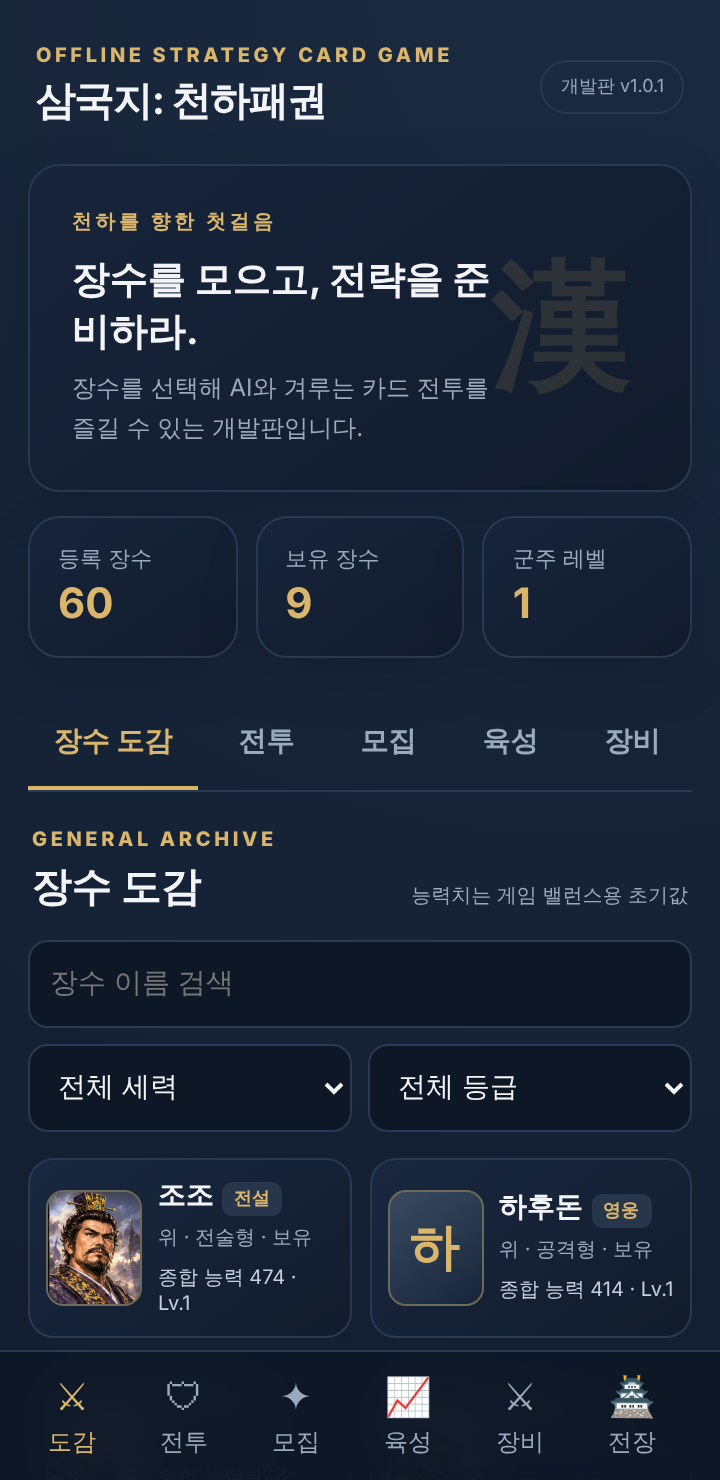 OFFLINE STRATEGY CARD GAME
삼국지: 천하패권
개발판 v1.0.1
천하를 향한 첫걸음
장수를 모으고, 전략을 준
비하라.
漢
장수를 선택해 AI와 겨루는 카드 전투를
즐길 수 있는 개발판입니다.
등록 장수
60
보유 장수
9
군주 레벨
1
장수 도감
전투
모집
육성
장비
GENERAL ARCHIVE
장수 도감
능력치는 게임 밸런스용 초기값
장수 이름 검색
전체 세력
전체 등급
조조 전설
위 · 전술형 · 보유
종합 능력 474 ·
Lv.1
하
하후돈 영웅
위 · 공격형 · 보유
종합 능력 414 · Lv.1
도감
전투
모집
육성
장비
전장